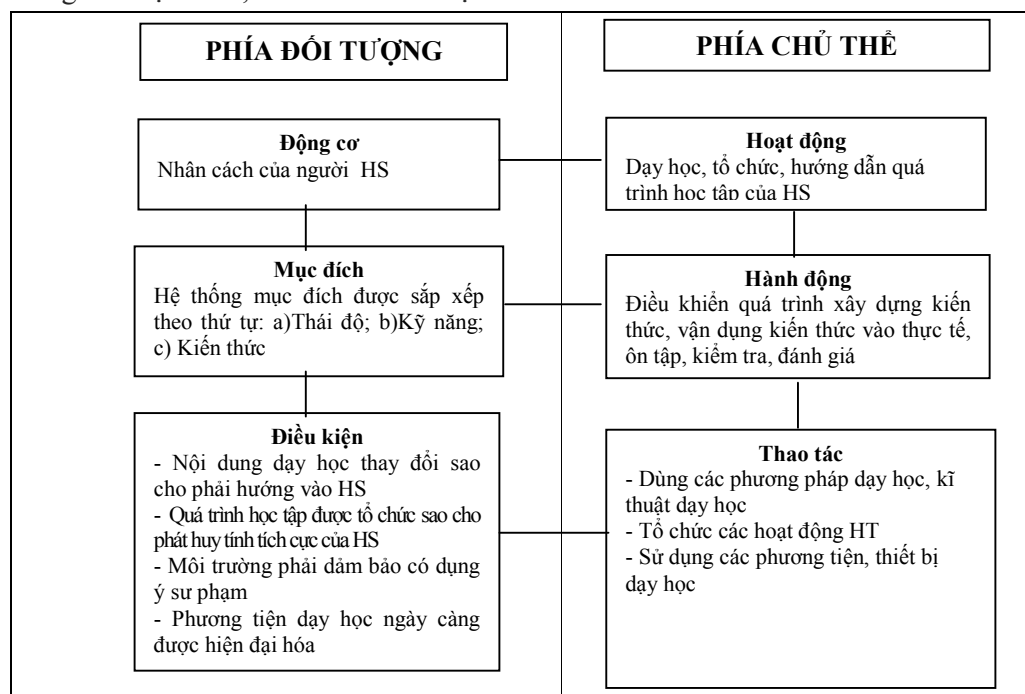 PHÍA ĐỐI TƯỢNG
Động cơ
Nhân cách của người HS
Mục đích
Hệ thống mục đích được sắp xếp
theo thứ tự: a)Thái độ; b)Kỹ năng;
c) Kiến thức
Điều kiện
- Nội dung dạy học thay đổi sao
cho phải hướng vào HS
- Quá trình học tập được tổ chức sao cho
phát huy tính tích cực của HS
- Môi trường phải dảm bảo có dụng
ý sư phạm
- Phương tiện dạy học ngày càng
được hiện đại hóa
PHÍA CHỦ THỂ
Hoạt động
Dạy học, tổ chức, hướng dẫn quá
trình học tập của HS
Hành động
Điều khiển quá trình xây dựng kiến
thức, vận dụng kiến thức vào thực tế,
ôn tập, kiểm tra, đánh giá
Thao tác
- Dùng các phương pháp dạy học, kĩ
thuật dạy học
- Tổ chức các hoạt động HT
- Sử dụng các phương tiện, thiết bị
dạy học